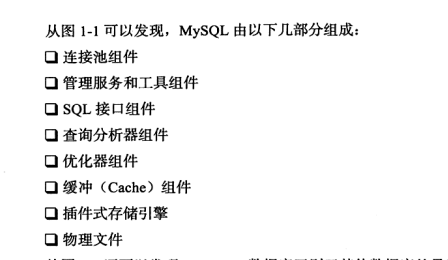 从图 1-1 可以发现，MySQL 由以下几部分组成：
❑ 连接池组件
❑ 管理服务和工具组件
❑ SQL 接口组件
❑ 查询分析器组件
❑ 优化器组件
❑ 缓冲（Cache）组件
❑ 插件式存储引擎
❑ 物理文件